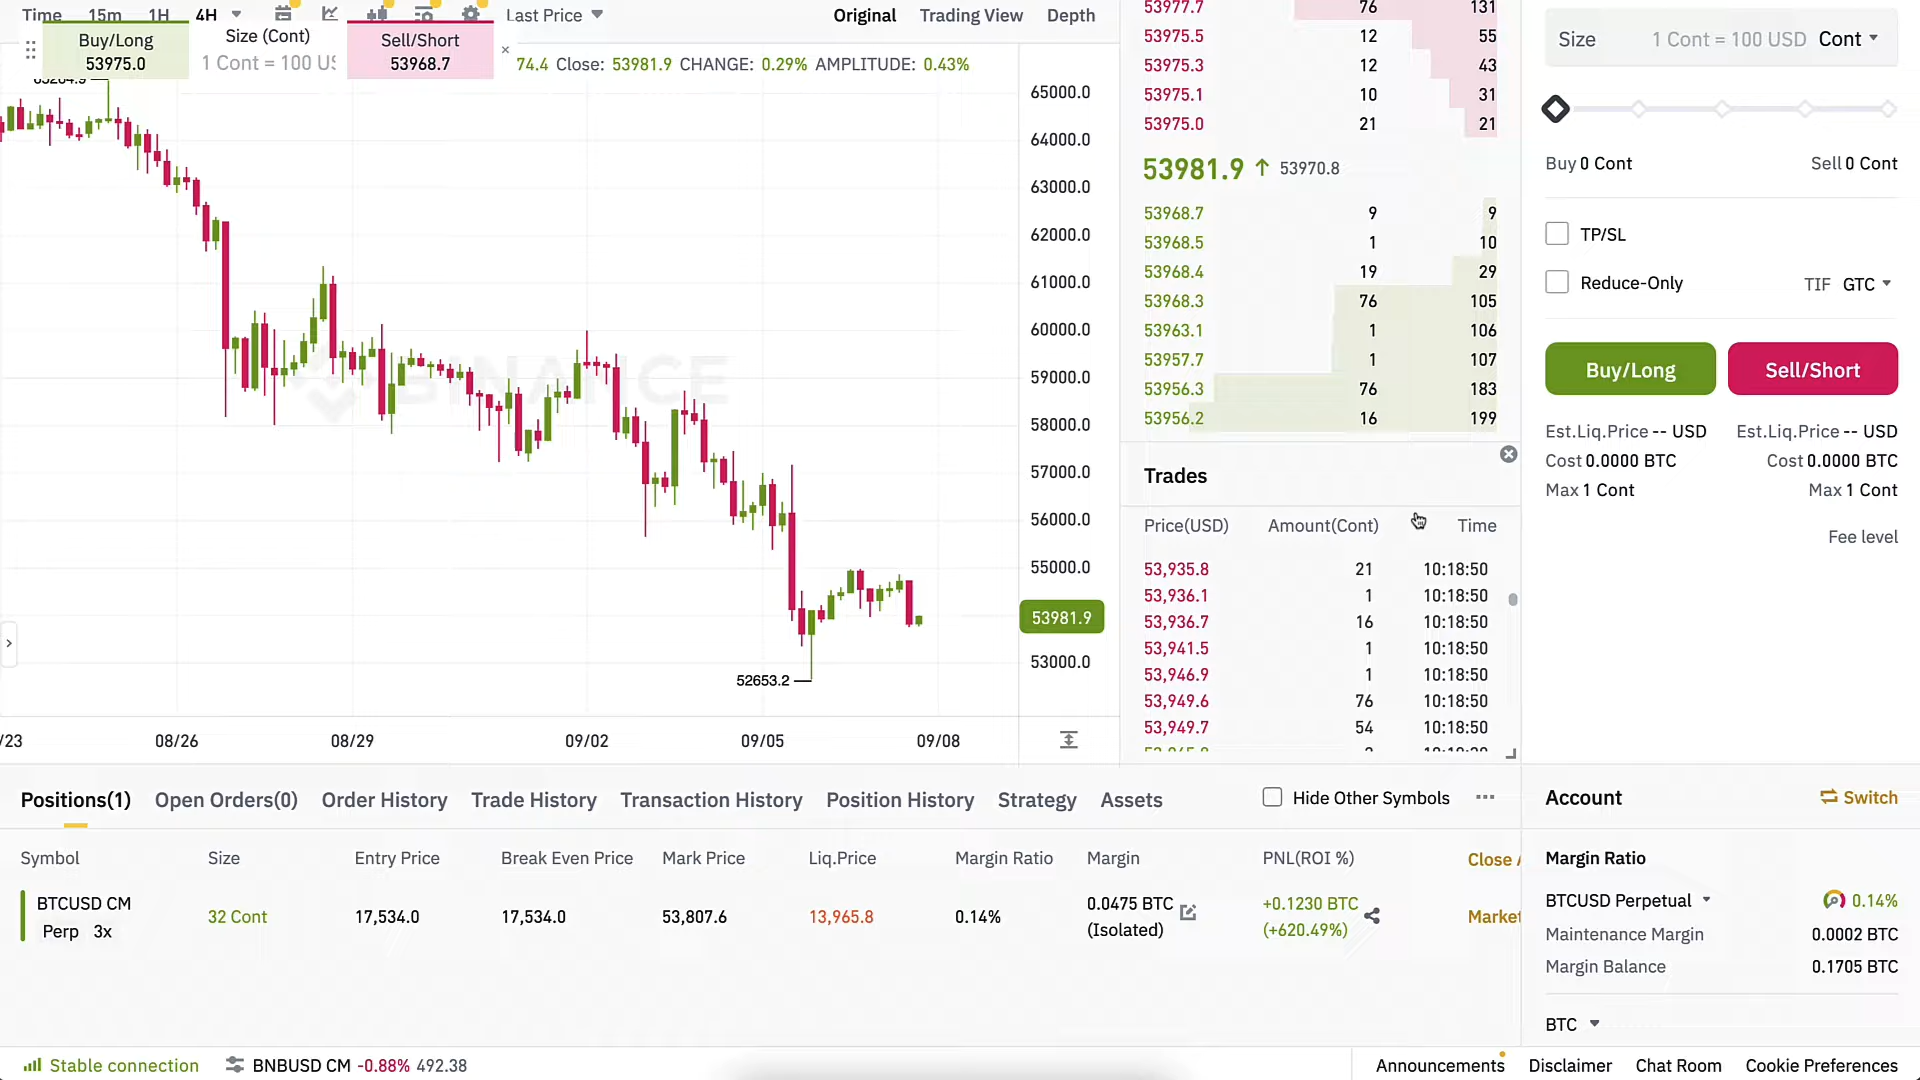 Time 15m 1H 4H Last Price Original Trading View Depth
Buy/Long 53975.0
Size (Cont) 1 Cont = 100 US
Sell/Short 53968.7
×
74.4 Close: 53981.9 CHANGE: 0.29% AMPLITUDE: 0.43%
65000.0
64000.0
63000.0
62000.0
61000.0
60000.0
59000.0
58000.0
57000.0
56000.0
55000.0
53981.9
53000.0
BINANCE
52653.2
/23 08/26 08/29 09/02 09/05 09/08
53977.7 76 131
53975.5 12 55
53975.3 12 43
53975.1 10 31
53975.0 21 21
53981.9 ↑ 53970.8
53968.7 9 9
53968.5 1 10
53968.4 19 29
53968.3 76 105
53963.1 1 106
53957.7 1 107
53956.3 76 183
53956.2 16 199
Trades
Price(USD) Amount(Cont) Time
53,935.8 21 10:18:50
53,936.1 1 10:18:50
53,936.7 16 10:18:50
53,941.5 1 10:18:50
53,946.9 1 10:18:50
53,949.6 76 10:18:50
53,949.7 54 10:18:50
Size 1 Cont = 100 USD Cont
Buy 0 Cont Sell 0 Cont
TP/SL
Reduce-Only TIF GTC
Buy/Long Sell/Short
Est.Liq.Price -- USD Est.Liq.Price -- USD
Cost 0.0000 BTC Cost 0.0000 BTC
Max 1 Cont Max 1 Cont
Fee level
Positions(1) Open Orders(0) Order History Trade History Transaction History Position History Strategy Assets Hide Other Symbols
Symbol Size Entry Price Break Even Price Mark Price Liq.Price Margin Ratio Margin PNL(ROI %) Close
BTCUSD CM 32 Cont 17,534.0 17,534.0 53,807.6 13,965.8 0.14% 0.0475 BTC +0.1230 BTC Market
Perp 3x (Isolated) (+620.49%)
Account Switch
Margin Ratio
BTCUSD Perpetual 0.14%
Maintenance Margin 0.0002 BTC
Margin Balance 0.1705 BTC
BTC
Stable connection BNBUSD CM -0.88% 492.38 Announcements Disclaimer Chat Room Cookie Preferences